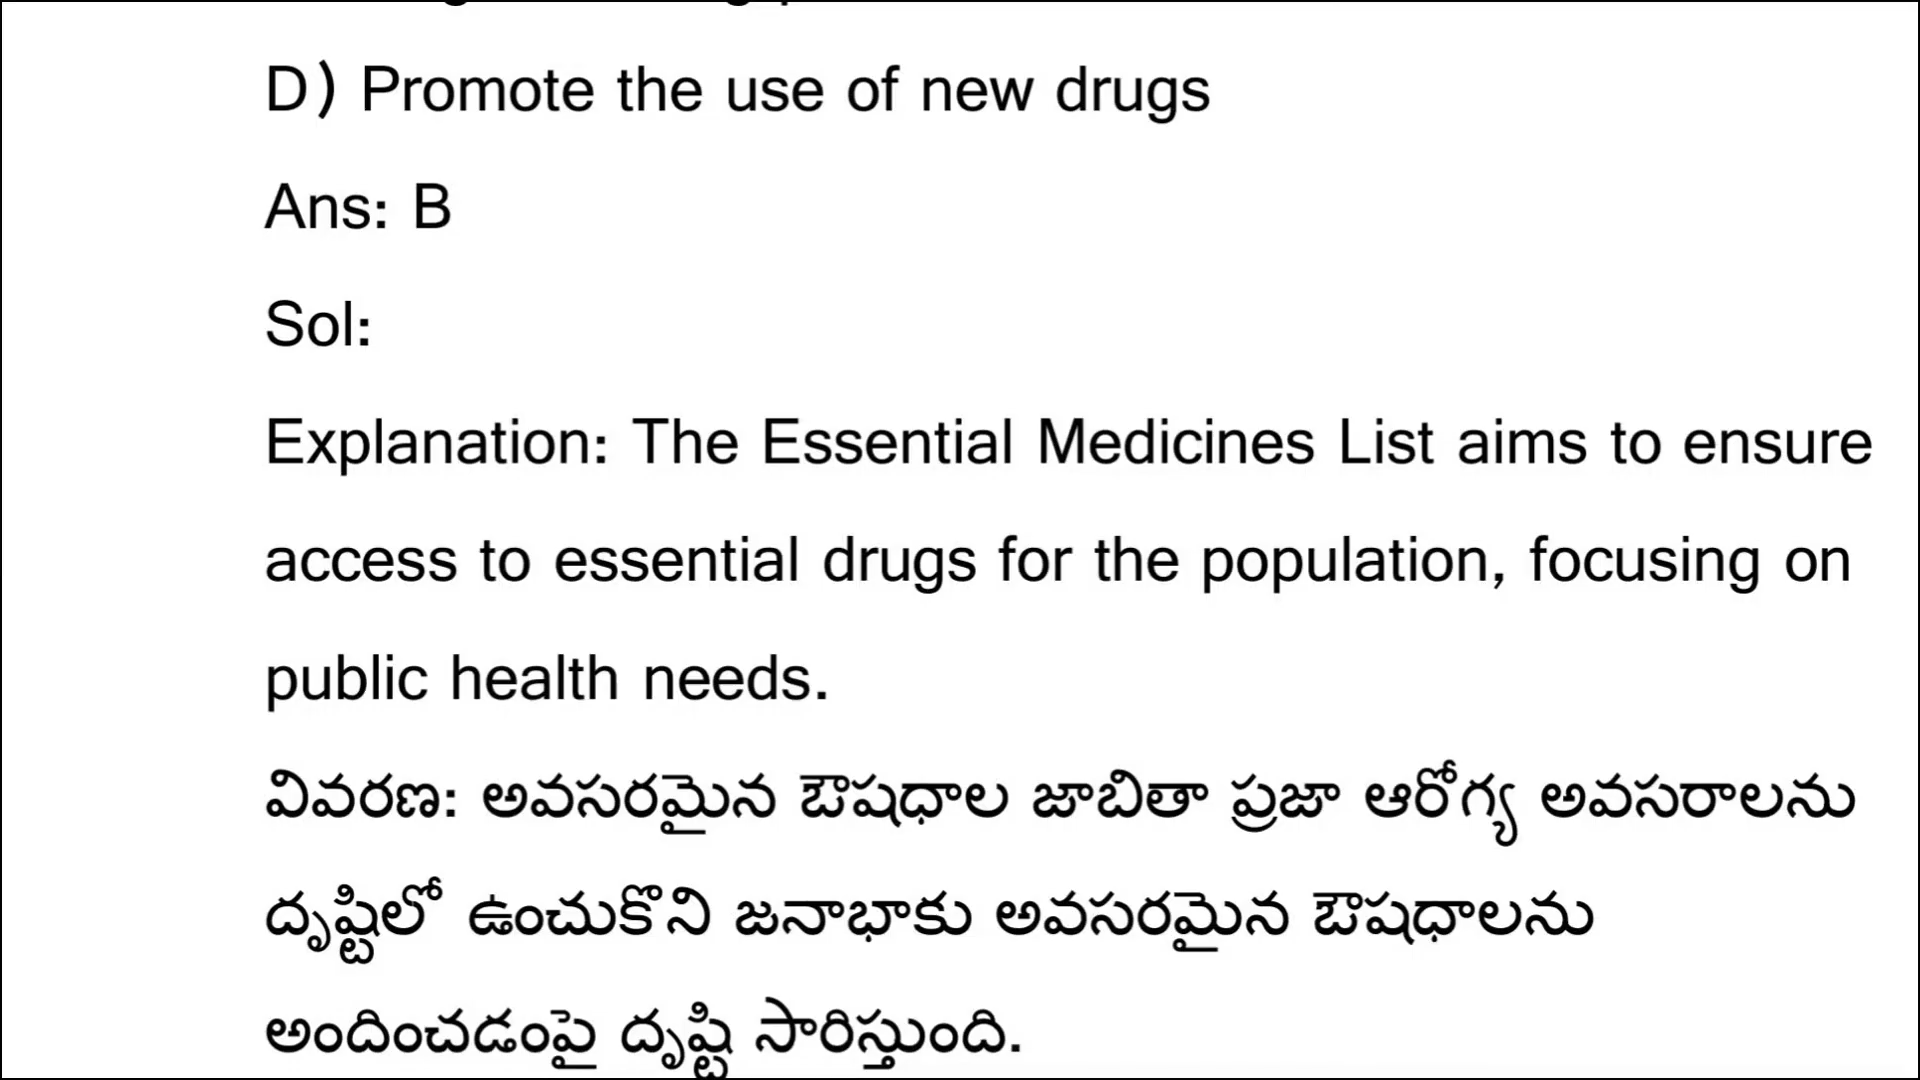 D) Promote the use of new drugs
Ans: B
Sol:
Explanation: The Essential Medicines List aims to ensure
access to essential drugs for the population, focusing on
public health needs.
వివరణ: అవసరమైన ఔషధాల జాబితా ప్రజా ఆరోగ్య అవసరాలను
దృష్టిలో ఉంచుకొని జనాభాకు అవసరమైన ఔషధాలను
అందించడంపై దృష్టి సారిస్తుంది.